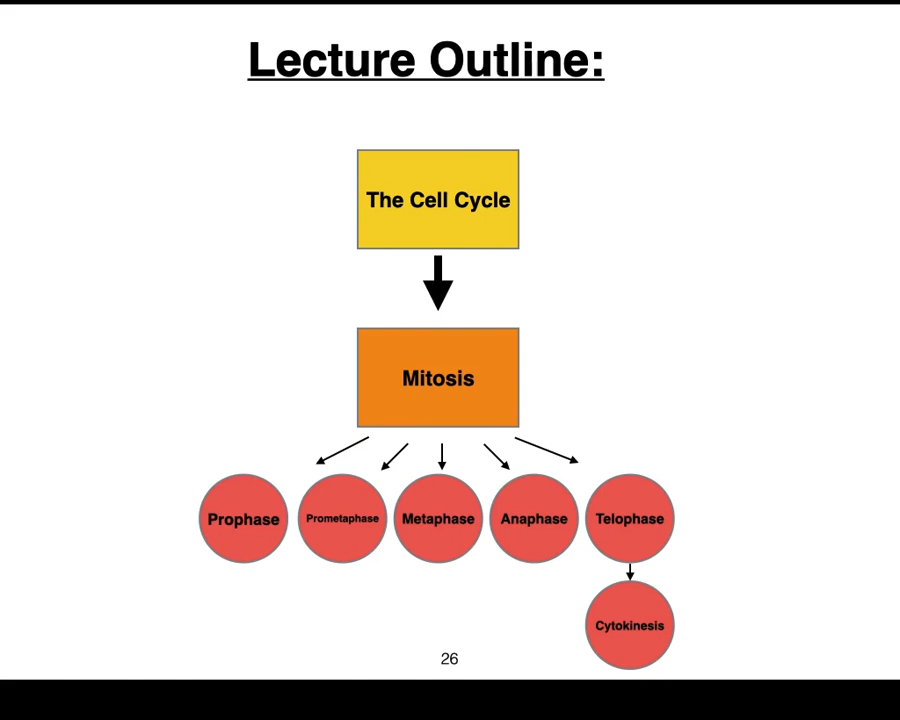 Lecture Outline:
The Cell Cycle
Mitosis
Prophase
Prometaphase
Metaphase
Anaphase
Telophase
Cytokinesis
26